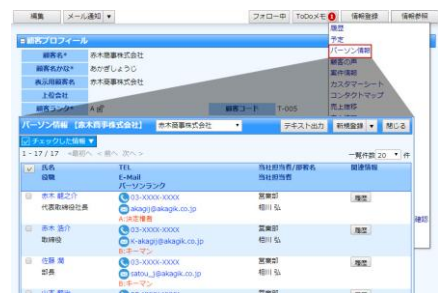 編集 メール通知 ▼ フォロー中 ToDoメモ 情報登録 情報参照
履歴
予定
パーソン情報
顧客の声
案件情報
カスタマーシート
コンタクトマップ
売上推移
顧客プロフィール
顧客名* 赤木商事株式会社
顧客名かな* あかぎしょうじ
表示用顧客名 赤木商事株式会社
上位会社
顧客ランク* A 顧客コード T-005
パーソン情報 【赤木商事株式会社】 赤木商事株式会社 テキスト出力 新規登録 ▼ 閉じる
チェックした情報 ▼
1 - 17 / 17 <最初へ < 前へ 次へ > 一覧件数 20 件
氏名 TEL 当社担当者/部署名 関連情報
役職 E-Mail 当社担当者
パーソンランク
赤木 龍之介 03-XXXX-XXXX 営業部 履歴
代表取締役社長 akagi@akagik.co.jp 相川 弘
A:決定権者
赤木 浩介 03-XXXX-XXXX 営業部 履歴
取締役 K-akagi@akagik.co.jp 相川 弘
B:キーマン
佐藤 潤 03-XXXX-XXXX 営業部 履歴
部長 satou_j@akagik.co.jp 相川 弘
B:キーマン
確認